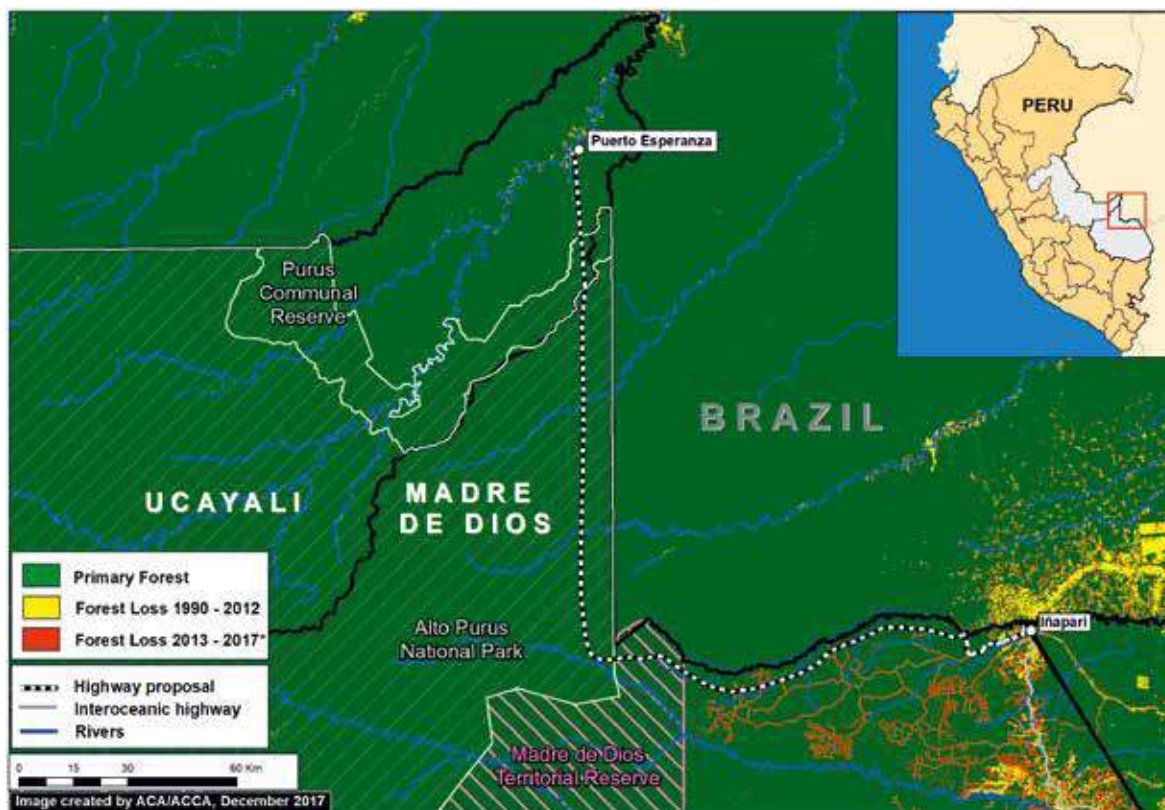 PERU
Puerto Esperanza
Purus
Communal
Reserve
BRAZIL
UCAYALI
MADRE
DE DIOS
Primary Forest
Forest Loss 1990 - 2012
Forest Loss 2013 - 2017*
Alto Purus
National Park
Iñapari
Highway proposal
Interoceanic highway
Rivers
Madre de Dios
Territorial Reserve
0 15 30 60 Km
Image created by ACA/ACCA, December 2017